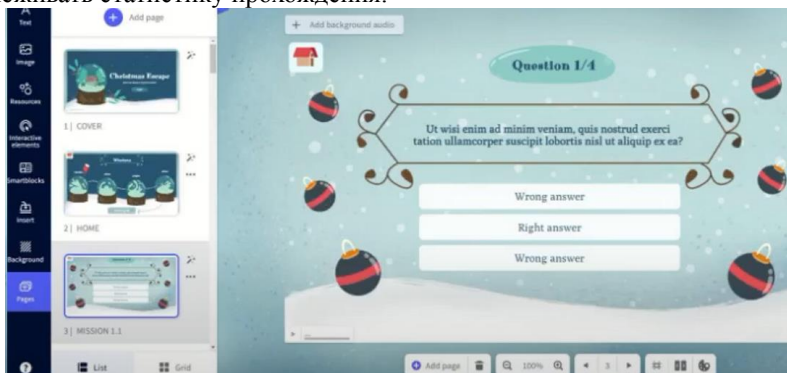 живать статистику прохождения.
Text
Image
Resources
Interactive
elements
Smartblocks
Insert
Background
Pages
Add page
Christmas Escape
1 | COVER
2 | HOME
3 | MISSION 1.1
List
Grid
Add background audio
Question 1/4
Ut wisi enim ad minim veniam, quis nostrud exerci
tation ullamcorper suscipit lobortis nisl ut aliquip ex ea?
Wrong answer
Right answer
Wrong answer
Add page
100%
3